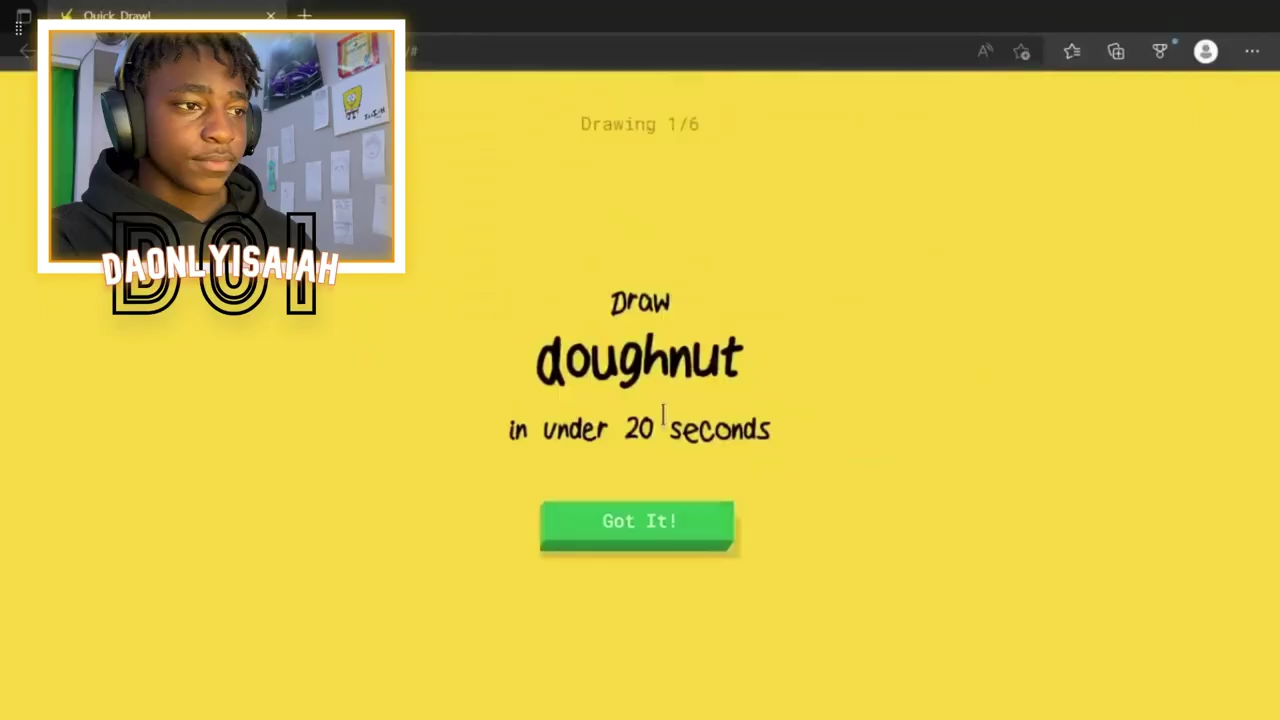 Quick, Draw!
/#
Drawing 1/6
Draw
doughnut
in under 20 seconds
Got It!
DOI
DAONLYISAIAH